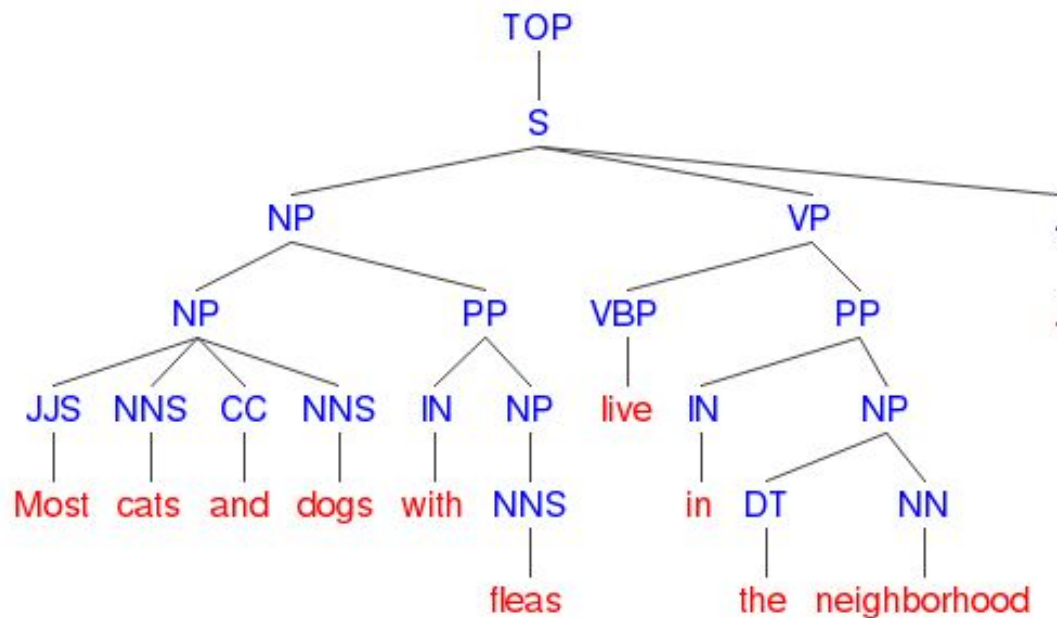 TOP
S
NP VP
NP PP VBP PP
JJS NNS CC NNS IN NP live IN NP
Most cats and dogs with NNS in DT NN
fleas the neighborhood